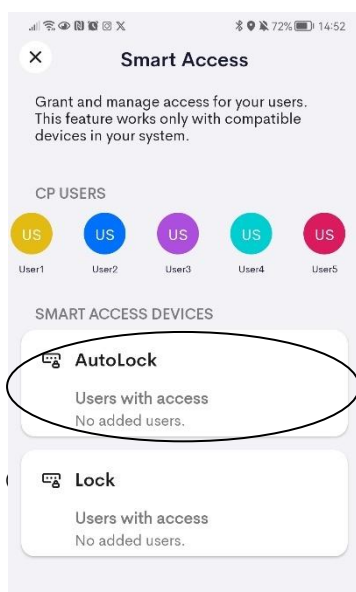 72% 14:52
Smart Access
Grant and manage access for your users.
This feature works only with compatible
devices in your system.
CP USERS
US US US US US
User1 User2 User3 User4 User5
SMART ACCESS DEVICES
AutoLock
Users with access
No added users.
Lock
Users with access
No added users.